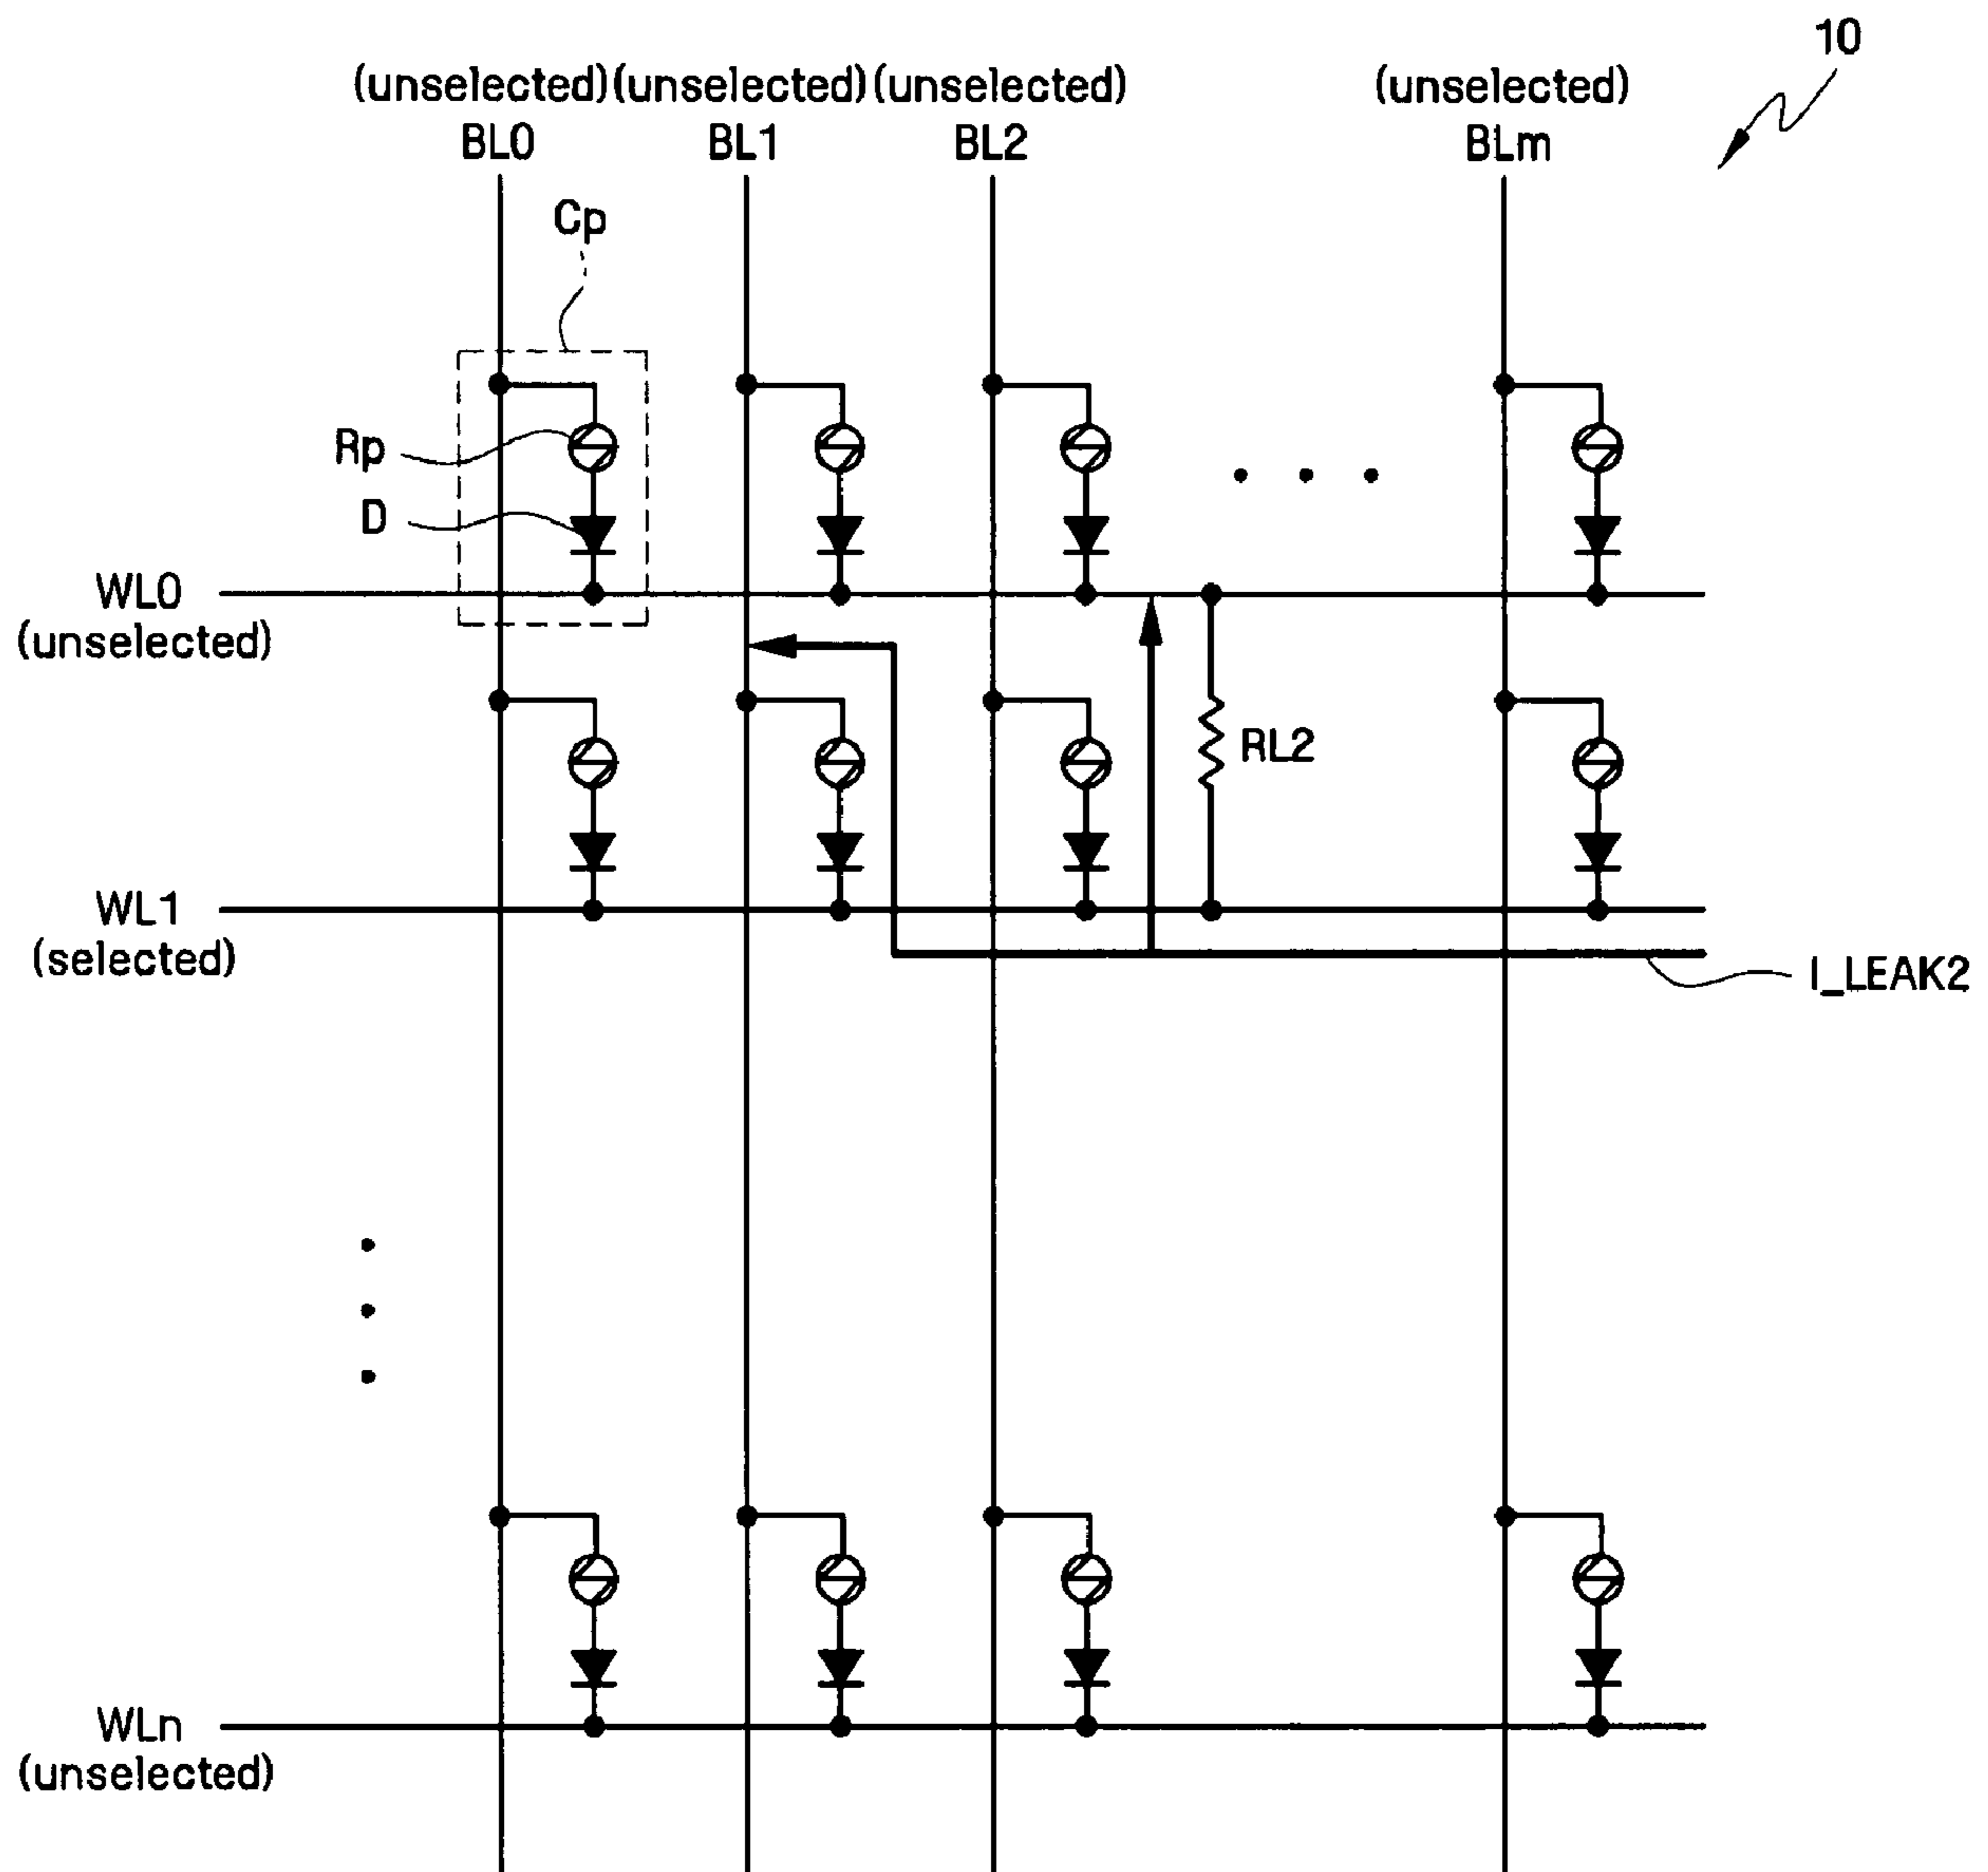 10
(unselected)(unselected)(unselected) (unselected)
BL0 BL1 BL2 BLm
Cp
Rp
D
WL0
(unselected)
RL2
WL1
(selected)
I_LEAK2
WLn
(unselected)